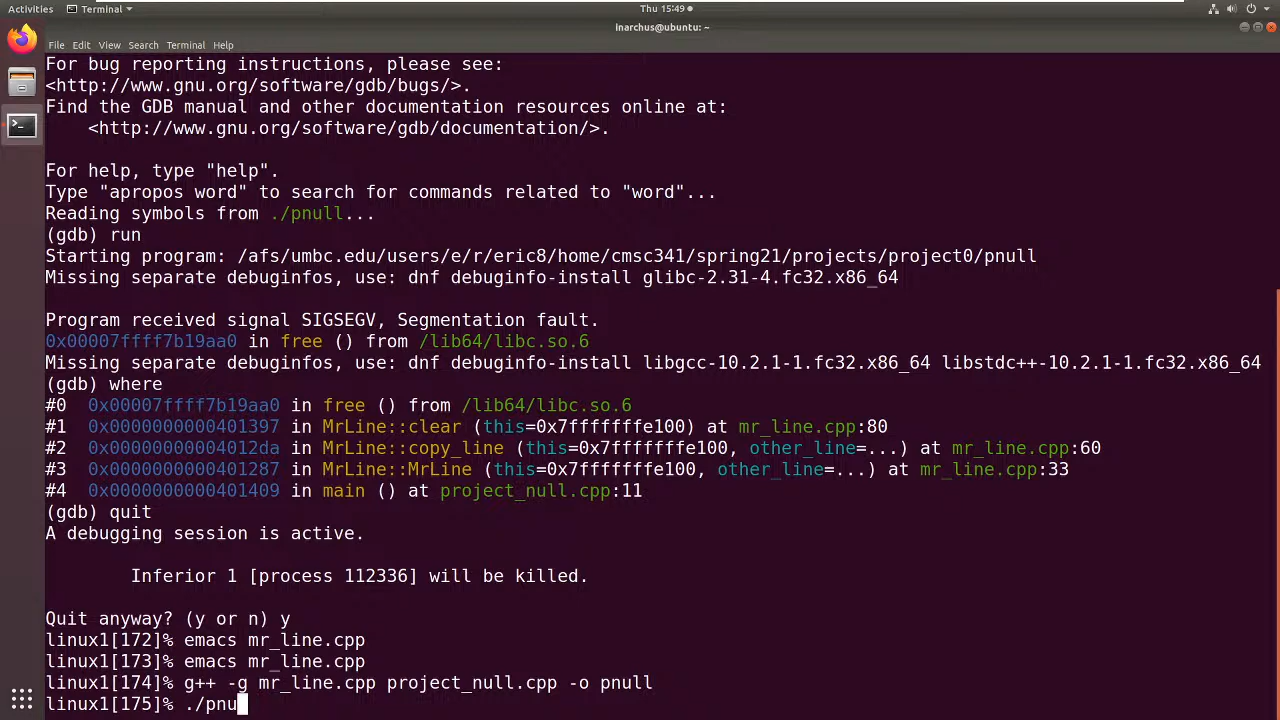 Activities Terminal Thu 15:49
inarchus@ubuntu: ~
File Edit View Search Terminal Help
For bug reporting instructions, please see:
<http://www.gnu.org/software/gdb/bugs/>.
Find the GDB manual and other documentation resources online at:
    <http://www.gnu.org/software/gdb/documentation/>.
For help, type "help".
Type "apropos word" to search for commands related to "word"...
Reading symbols from ./pnull...
(gdb) run
Starting program: /afs/umbc.edu/users/e/r/eric8/home/cmsc341/spring21/projects/project0/pnull
Missing separate debuginfos, use: dnf debuginfo-install glibc-2.31-4.fc32.x86_64
Program received signal SIGSEGV, Segmentation fault.
0x00007ffff7b19aa0 in free () from /lib64/libc.so.6
Missing separate debuginfos, use: dnf debuginfo-install libgcc-10.2.1-1.fc32.x86_64 libstdc++-10.2.1-1.fc32.x86_64
(gdb) where
#0  0x00007ffff7b19aa0 in free () from /lib64/libc.so.6
#1  0x0000000000401397 in MrLine::clear (this=0x7fffffffe100) at mr_line.cpp:80
#2  0x00000000004012da in MrLine::copy_line (this=0x7fffffffe100, other_line=...) at mr_line.cpp:60
#3  0x0000000000401287 in MrLine::MrLine (this=0x7fffffffe100, other_line=...) at mr_line.cpp:33
#4  0x0000000000401409 in main () at project_null.cpp:11
(gdb) quit
A debugging session is active.
        Inferior 1 [process 112336] will be killed.
Quit anyway? (y or n) y
linux1[172]% emacs mr_line.cpp
linux1[173]% emacs mr_line.cpp
linux1[174]% g++ -g mr_line.cpp project_null.cpp -o pnull
linux1[175]% ./pnu